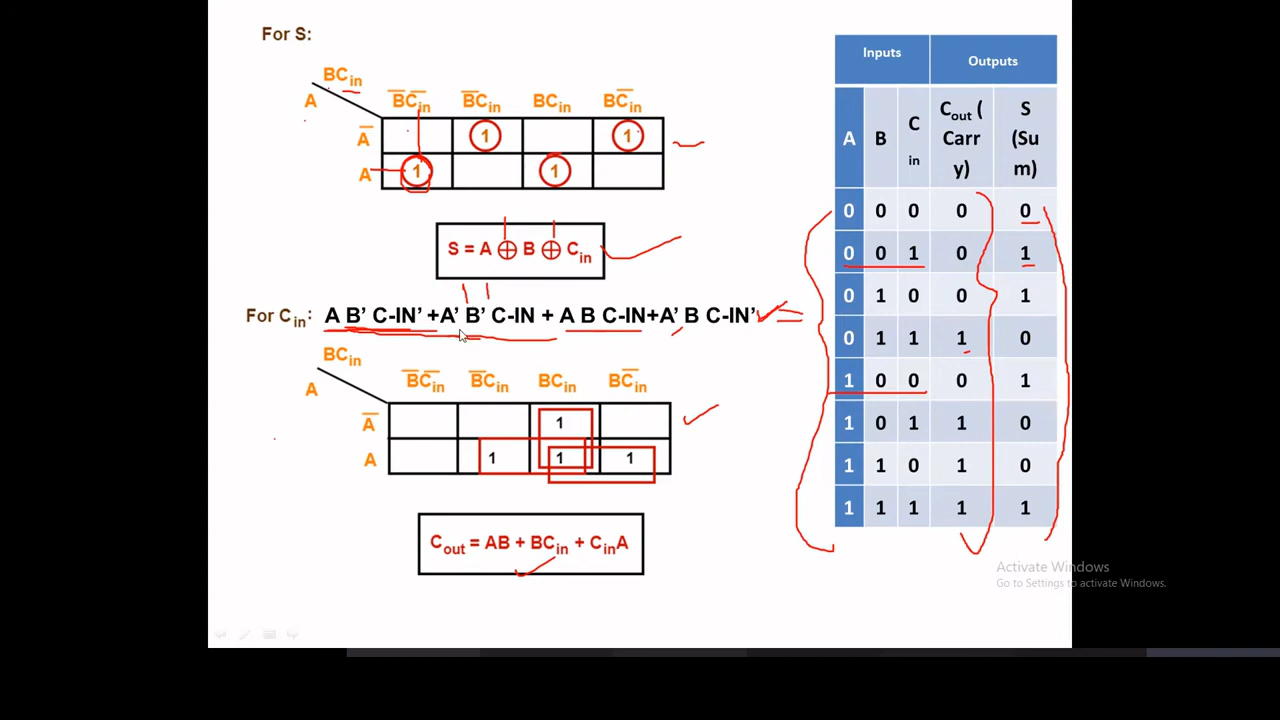 For S:
BCin
A
B̅C̅in B̅Cin BCin BC̅in
A̅ 1 1
A 1 1
S = A ⊕ B ⊕ Cin
For Cin: A B’ C-IN’ +A’ B’ C-IN + A B C-IN+A’ B C-IN’
BCin
A
B̅C̅in B̅Cin BCin BC̅in
A̅ 1
A 1 1 1
Cout = AB + BCin + CinA
Inputs Outputs
A B C in Cout ( Carr y) S (Su m)
0 0 0 0 0
0 0 1 0 1
0 1 0 0 1
0 1 1 1 0
1 0 0 0 1
1 0 1 1 0
1 1 0 1 0
1 1 1 1 1
Activate Windows
Go to Settings to activate Windows.